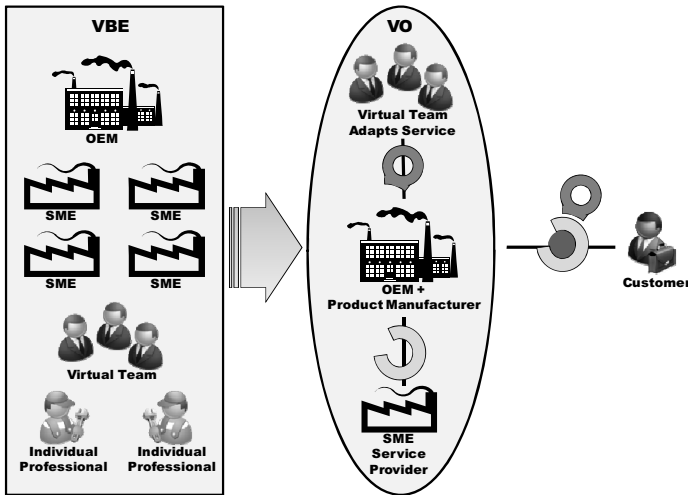 VBE
OEM
SME
SME
SME
SME
Virtual Team
Individual
Professional
Individual
Professional
VO
Virtual Team
Adapts Service
OEM +
Product Manufacturer
SME
Service
Provider
Customer